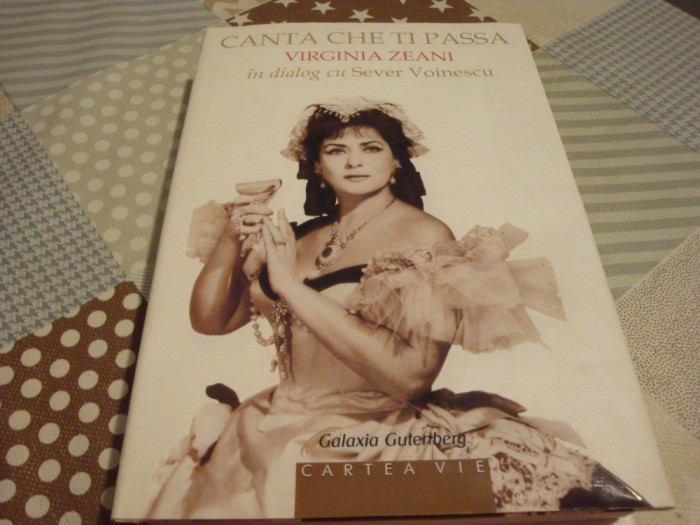 CANTA CHE TI PASSA
VIRGINIA ZEANI
în dialog cu Sever Voinescu
Galaxia Gutenberg
CARTEA VIE